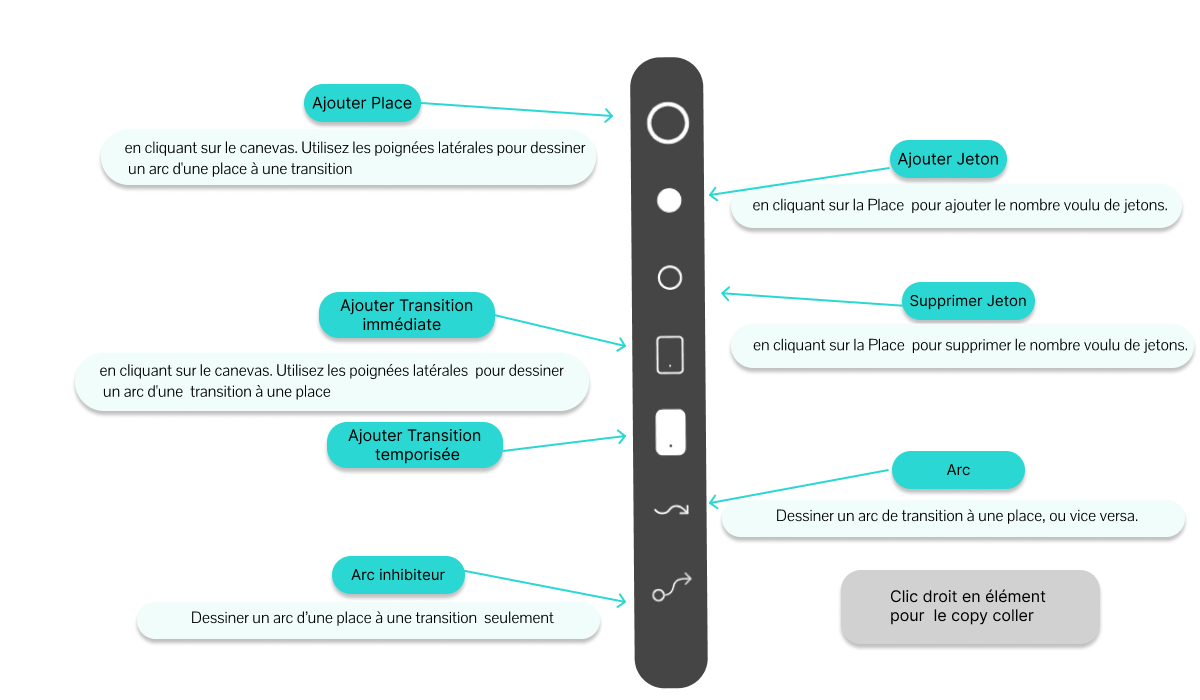 Ajouter Place
en cliquant sur le canevas. Utilisez les poignées latérales pour dessiner
un arc d'une place à une transition
Ajouter Jeton
en cliquant sur la Place pour ajouter le nombre voulu de jetons.
Ajouter Transition
immédiate
en cliquant sur le canevas. Utilisez les poignées latérales pour dessiner
un arc d'une transition à une place
Supprimer Jeton
en cliquant sur la Place pour supprimer le nombre voulu de jetons.
Ajouter Transition
temporisée
Arc
Dessiner un arc de transition à une place, ou vice versa.
Arc inhibiteur
Dessiner un arc d’une place à une transition seulement
Clic droit en élément
pour le copy coller